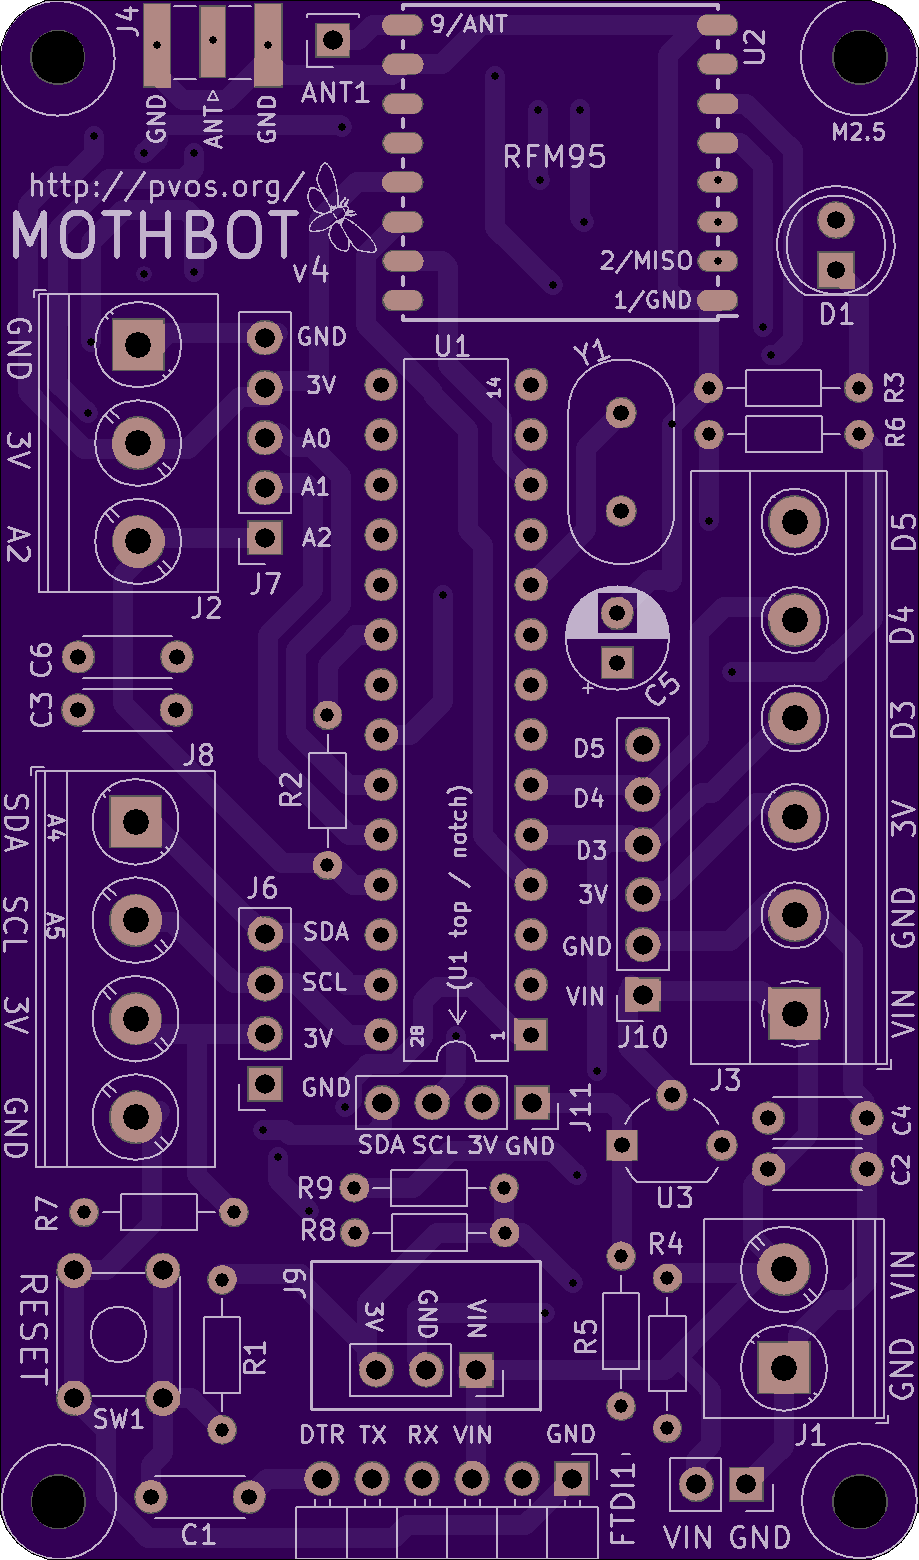 J4
9/ANT
U2
ANT1
GND
ANT
GND
M2.5
RFM95
http://pvos.org/
MOTHBOT
v4
2/MISO
1/GND
D1
GND
3V
A2
J2
GND
3V
A0
A1
A2
J7
U1
14
Y1
R3
R6
D5
D4
D3
3V
GND
VIN
J3
C6
C3
C5
+
R2
J8
SDA
SCL
3V
GND
A4
A5
J6
SDA
SCL
3V
GND
(U1 top / notch)
28
1
D5
D4
D3
3V
GND
VIN
J10
J11
SDA SCL 3V GND
U3
C4
C2
R7
R9
R8
R4
R5
RESET
SW1
R1
J9
3V
GND
VIN
VIN
GND
J1
DTR TX RX VIN GND
FTDI1
C1
VIN GND